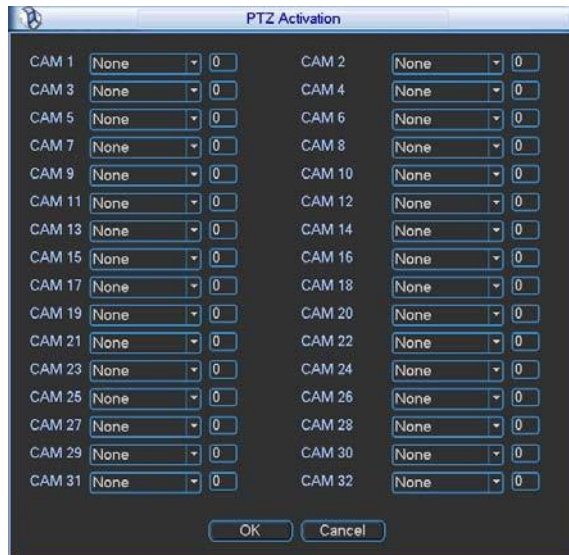 PTZ Activation
CAM 1 None 0 CAM 2 None 0
CAM 3 None 0 CAM 4 None 0
CAM 5 None 0 CAM 6 None 0
CAM 7 None 0 CAM 8 None 0
CAM 9 None 0 CAM 10 None 0
CAM 11 None 0 CAM 12 None 0
CAM 13 None 0 CAM 14 None 0
CAM 15 None 0 CAM 16 None 0
CAM 17 None 0 CAM 18 None 0
CAM 19 None 0 CAM 20 None 0
CAM 21 None 0 CAM 22 None 0
CAM 23 None 0 CAM 24 None 0
CAM 25 None 0 CAM 26 None 0
CAM 27 None 0 CAM 28 None 0
CAM 29 None 0 CAM 30 None 0
CAM 31 None 0 CAM 32 None 0
OK Cancel